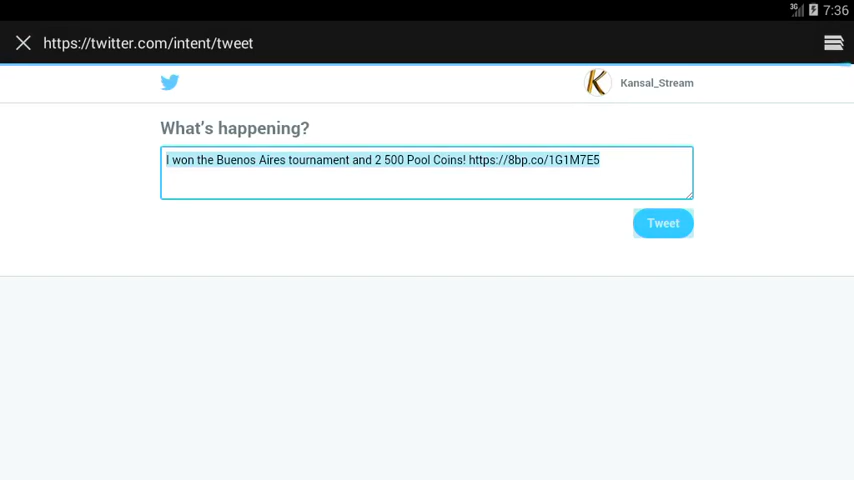 3G 7:36
https://twitter.com/intent/tweet
K Kansal_Stream
What's happening?
I won the Buenos Aires tournament and 2 500 Pool Coins! https://8bp.co/1G1M7E5
Tweet